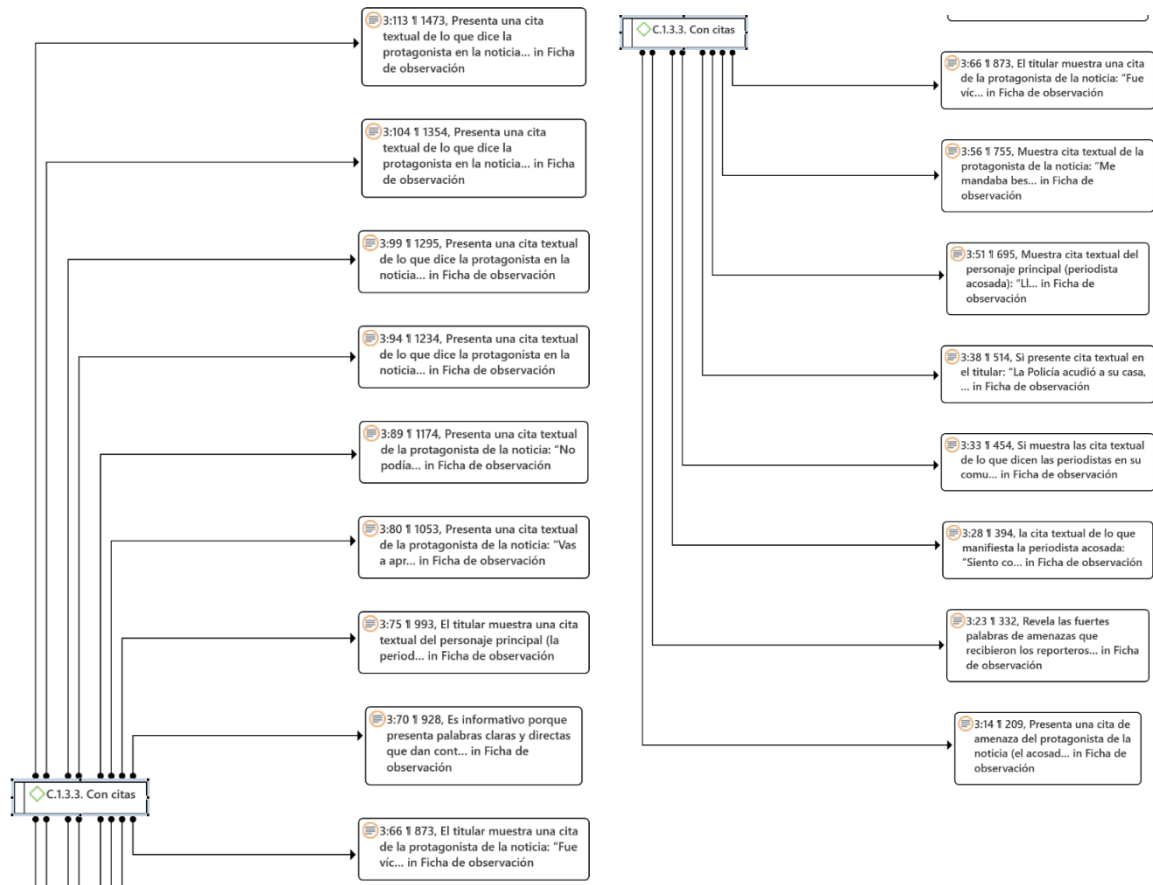 3:113 ¶ 1473, Presenta una cita
textual de lo que dice la
protagonista en la noticia... in Ficha
de observación
3:104 ¶ 1354, Presenta una cita
textual de lo que dice la
protagonista en la noticia... in Ficha
de observación
3:99 ¶ 1295, Presenta una cita textual
de lo que dice la protagonista en la
noticia... in Ficha de observación
3:94 ¶ 1234, Presenta una cita textual
de lo que dice la protagonista en la
noticia... in Ficha de observación
3:89 ¶ 1174, Presenta una cita textual
de la protagonista de la noticia: “No
podía... in Ficha de observación
3:80 ¶ 1053, Presenta una cita textual
de la protagonista de la noticia: “Vas
a apr... in Ficha de observación
3:75 ¶ 993, El titular muestra una cita
textual del personaje principal (la
period... in Ficha de observación
3:70 ¶ 928, Es informativo porque
presenta palabras claras y directas
que dan cont... in Ficha de
observación
C.1.3.3. Con citas
3:66 ¶ 873, El titular muestra una cita
de la protagonista de la noticia: “Fue
víc... in Ficha de observación
C.1.3.3. Con citas
3:66 ¶ 873, El titular muestra una cita
de la protagonista de la noticia: “Fue
víc... in Ficha de observación
3:56 ¶ 755, Muestra cita textual de la
protagonista de la noticia: “Me
mandaba bes... in Ficha de
observación
3:51 ¶ 695, Muestra cita textual del
personaje principal (periodista
acosada): “Ll... in Ficha de
observación
3:38 ¶ 514, Si presente cita textual en
el titular: “La Policía acudió a su casa,
... in Ficha de observación
3:33 ¶ 454, Si muestra las cita textual
de lo que dicen las periodistas en su
comu... in Ficha de observación
3:28 ¶ 394, la cita textual de lo que
manifiesta la periodista acosada:
“Siento co... in Ficha de observación
3:23 ¶ 332, Revela las fuertes
palabras de amenazas que
recibieron los reporteros... in Ficha
de observación
3:14 ¶ 209, Presenta una cita de
amenaza del protagonista de la
noticia (el acosad... in Ficha de
observación